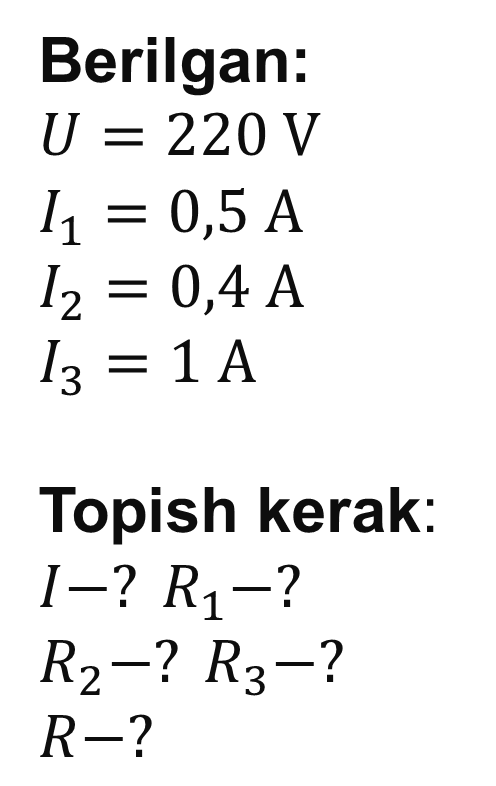 Berilgan:
U = 220 V
I₁ = 0,5 A
I₂ = 0,4 A
I₃ = 1 A
Topish kerak:
I−? R₁−?
R₂−? R₃−?
R−?